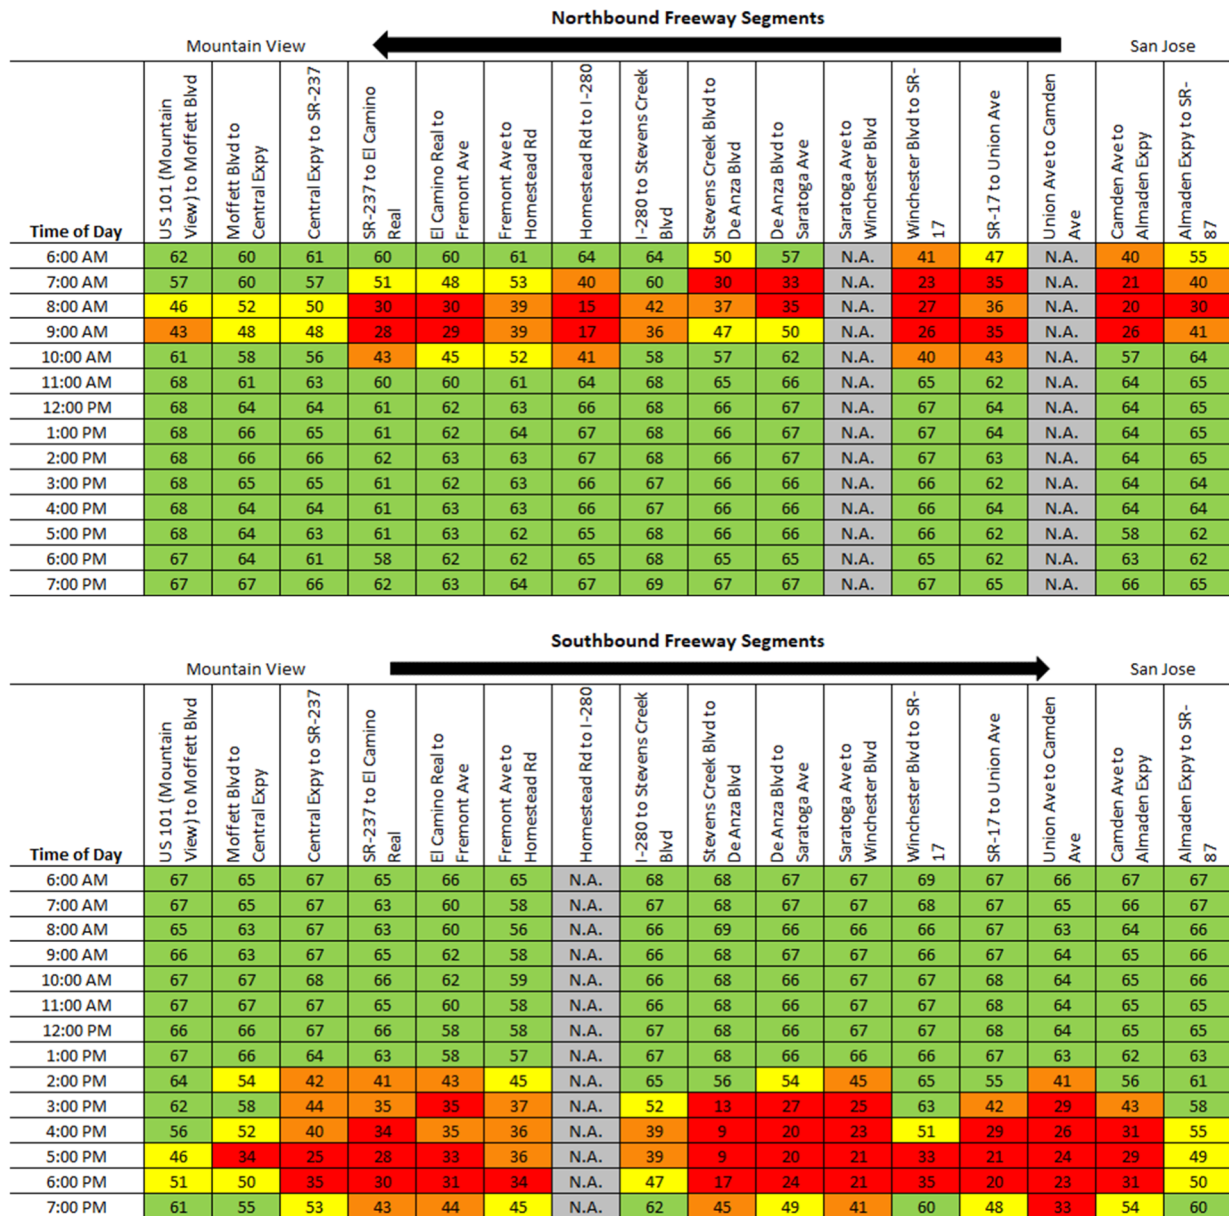 Northbound Freeway Segments
Mountain View San Jose
Time of Day
US 101 (Mountain View) to Moffett Blvd
Moffett Blvd to Central Expy
Central Expy to SR-237
SR-237 to El Camino Real
El Camino Real to Fremont Ave
Fremont Ave to Homestead Rd
Homestead Rd to I-280
I-280 to Stevens Creek Blvd
Stevens Creek Blvd to De Anza Blvd
De Anza Blvd to Saratoga Ave
Saratoga Ave to Winchester Blvd
Winchester Blvd to SR-17
SR-17 to Union Ave
Union Ave to Camden Ave
Camden Ave to Almaden Expy
Almaden Expy to SR-87
6:00 AM 62 60 61 60 60 61 64 64 50 57 N.A. 41 47 N.A. 40 55
7:00 AM 57 60 57 51 48 53 40 60 30 33 N.A. 23 35 N.A. 21 40
8:00 AM 46 52 50 30 30 39 15 42 37 35 N.A. 27 36 N.A. 20 30
9:00 AM 43 48 48 28 29 39 17 36 47 50 N.A. 26 35 N.A. 26 41
10:00 AM 61 58 56 43 45 52 41 58 57 62 N.A. 40 43 N.A. 57 64
11:00 AM 68 61 63 60 60 61 64 68 65 66 N.A. 65 62 N.A. 64 65
12:00 PM 68 64 64 61 62 63 66 68 66 67 N.A. 67 64 N.A. 64 65
1:00 PM 68 66 65 61 62 64 67 68 66 67 N.A. 67 64 N.A. 64 65
2:00 PM 68 66 66 62 63 63 67 68 66 67 N.A. 67 63 N.A. 64 65
3:00 PM 68 65 65 61 62 63 66 67 66 66 N.A. 66 62 N.A. 64 64
4:00 PM 68 64 64 61 63 63 66 67 66 66 N.A. 66 64 N.A. 64 64
5:00 PM 68 64 63 61 63 62 65 68 66 66 N.A. 66 62 N.A. 58 62
6:00 PM 67 64 61 58 62 62 65 68 65 65 N.A. 65 62 N.A. 63 62
7:00 PM 67 67 66 62 63 64 67 69 67 67 N.A. 67 65 N.A. 66 65
Southbound Freeway Segments
Mountain View San Jose
Time of Day
US 101 (Mountain View) to Moffett Blvd
Moffett Blvd to Central Expy
Central Expy to SR-237
SR-237 to El Camino Real
El Camino Real to Fremont Ave
Fremont Ave to Homestead Rd
Homestead Rd to I-280
I-280 to Stevens Creek Blvd
Stevens Creek Blvd to De Anza Blvd
De Anza Blvd to Saratoga Ave
Saratoga Ave to Winchester Blvd
Winchester Blvd to SR-17
SR-17 to Union Ave
Union Ave to Camden Ave
Camden Ave to Almaden Expy
Almaden Expy to SR-87
6:00 AM 67 65 67 65 66 65 N.A. 68 68 67 67 69 67 66 67 67
7:00 AM 67 65 67 63 60 58 N.A. 67 68 67 67 68 67 65 66 67
8:00 AM 65 63 67 63 60 56 N.A. 66 69 66 66 66 67 63 64 66
9:00 AM 66 63 67 65 62 58 N.A. 66 68 67 67 66 67 64 65 66
10:00 AM 67 67 68 66 62 59 N.A. 66 68 66 67 67 68 64 65 66
11:00 AM 67 67 67 65 60 58 N.A. 66 68 66 67 67 68 64 65 65
12:00 PM 66 66 67 66 58 58 N.A. 67 68 66 67 67 68 64 65 65
1:00 PM 67 66 64 63 58 57 N.A. 67 68 66 66 66 67 63 62 63
2:00 PM 64 54 42 41 43 45 N.A. 65 56 54 45 65 55 41 56 61
3:00 PM 62 58 44 35 35 37 N.A. 52 13 27 25 63 42 29 43 58
4:00 PM 56 52 40 34 35 36 N.A. 39 9 20 23 51 29 26 31 55
5:00 PM 46 34 25 28 33 36 N.A. 39 9 20 21 33 21 24 29 49
6:00 PM 51 50 35 30 31 34 N.A. 47 17 24 21 35 20 23 31 50
7:00 PM 61 55 53 43 44 45 N.A. 62 45 49 41 60 48 33 54 60